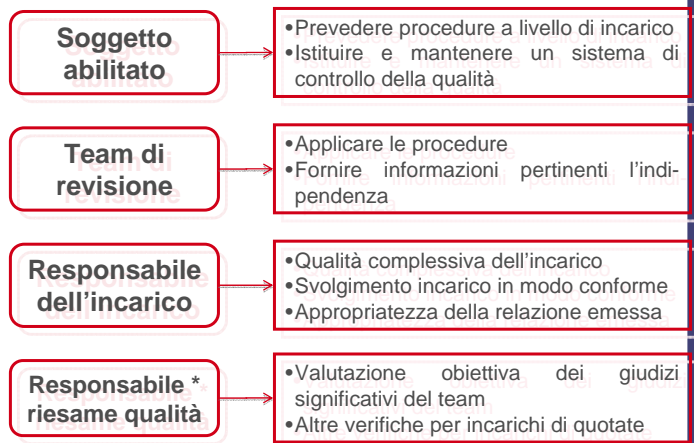 Soggetto
abilitato
•Prevedere procedure a livello di incarico
•Istituire e mantenere un sistema di
controllo della qualità
Team di
revisione
•Applicare le procedure
•Fornire informazioni pertinenti l’indi-
pendenza
Responsabile
dell’incarico
•Qualità complessiva dell’incarico
•Svolgimento incarico in modo conforme
•Appropriatezza della relazione emessa
Responsabile *
riesame qualità
•Valutazione obiettiva dei giudizi
significativi del team
•Altre verifiche per incarichi di quotate